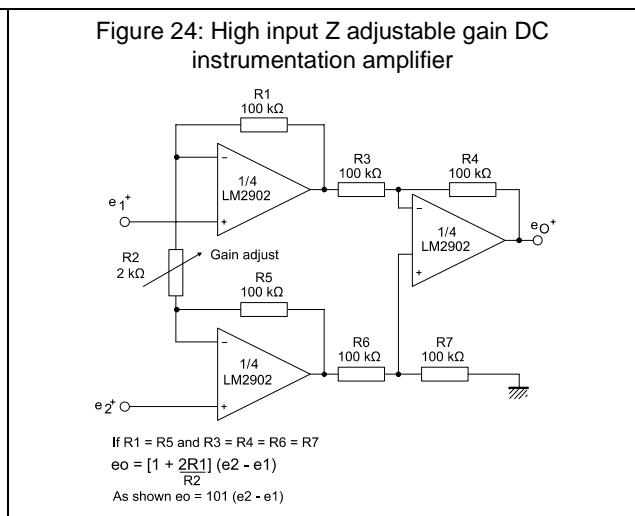 Figure 24: High input Z adjustable gain DC
instrumentation amplifier
R1
100 kΩ
R3
100 kΩ
R4
100 kΩ
–
1/4
LM2902
+
e1+
–
1/4
LM2902
+
eO+
R2
2 kΩ
Gain adjust
R5
100 kΩ
–
1/4
LM2902
+
R6
100 kΩ
R7
100 kΩ
e2+
If R1 = R5 and R3 = R4 = R6 = R7
eo = [1 + 2R1] (e2 - e1)
R2
As shown eo = 101 (e2 - e1)